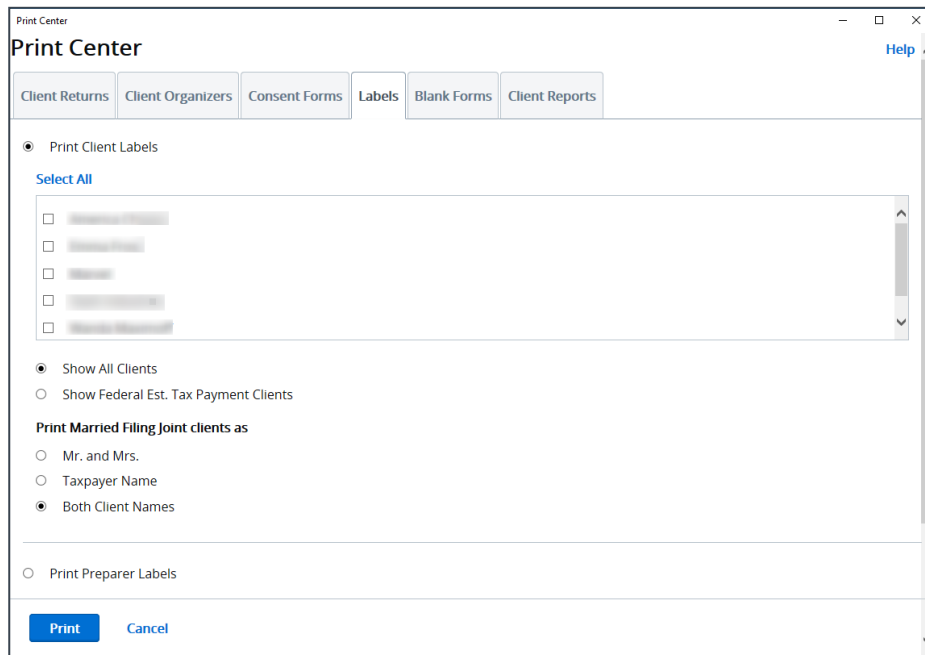 Print Center
Print Center
Help
Client Returns Client Organizers Consent Forms Labels Blank Forms Client Reports
Print Client Labels
Select All
Show All Clients
Show Federal Est. Tax Payment Clients
Print Married Filing Joint clients as
Mr. and Mrs.
Taxpayer Name
Both Client Names
Print Preparer Labels
Print Cancel